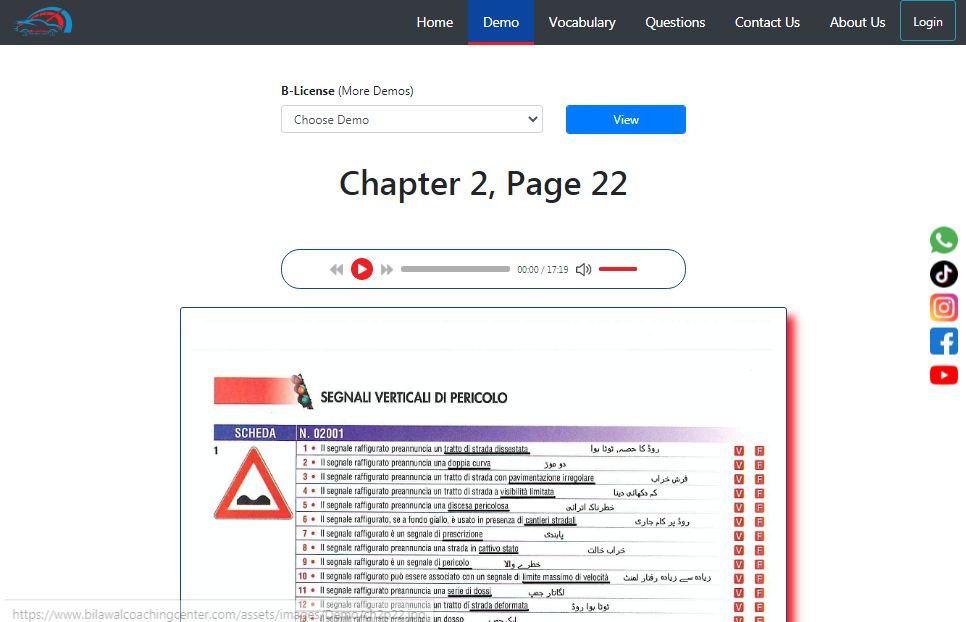 Home Demo Vocabulary Questions Contact Us About Us Login
B-License (More Demos)
Choose Demo View
Chapter 2, Page 22
00:00 / 17:19
SEGNALI VERTICALI DI PERICOLO
SCHEDA N. 02001
1
1 • Il segnale raffigurato preannuncia un tratto di strada dissestata روڈ کا حصہ ٹوٹا ہوا V F
2 • Il segnale raffigurato preannuncia una doppia curva دو موڑ V F
3 • Il segnale raffigurato preannuncia un tratto di strada con pavimentazione irregolare فرش خراب V F
4 • Il segnale raffigurato preannuncia un tratto di strada a visibilità limitata کم دکھائی دینا V F
5 • Il segnale raffigurato preannuncia una discesa pericolosa خطرناک اترائی V F
6 • Il segnale raffigurato, se a fondo giallo, è usato in presenza di cantieri stradali روڈ پر کام جاری V F
7 • Il segnale raffigurato è un segnale di prescrizione پابندی V F
8 • Il segnale raffigurato preannuncia una strada in cattivo stato خراب حالت V F
9 • Il segnale raffigurato è un segnale di pericolo خطرے والا V F
10 • Il segnale raffigurato può essere associato con un segnale di limite massimo di velocità زیادہ سے زیادہ رفتار لمٹ V F
11 • Il segnale raffigurato preannuncia una serie di dossi لگاتار جمپ V F
12 • Il segnale raffigurato preannuncia un tratto di strada deformata ٹوٹا ہوا روڈ V F
13 • Il segnale raffigurato preannuncia un dosso ایک جمپ V F
https://www.bilawalcoachingcenter.com/assets/images/Demo/ch2p22.jpg